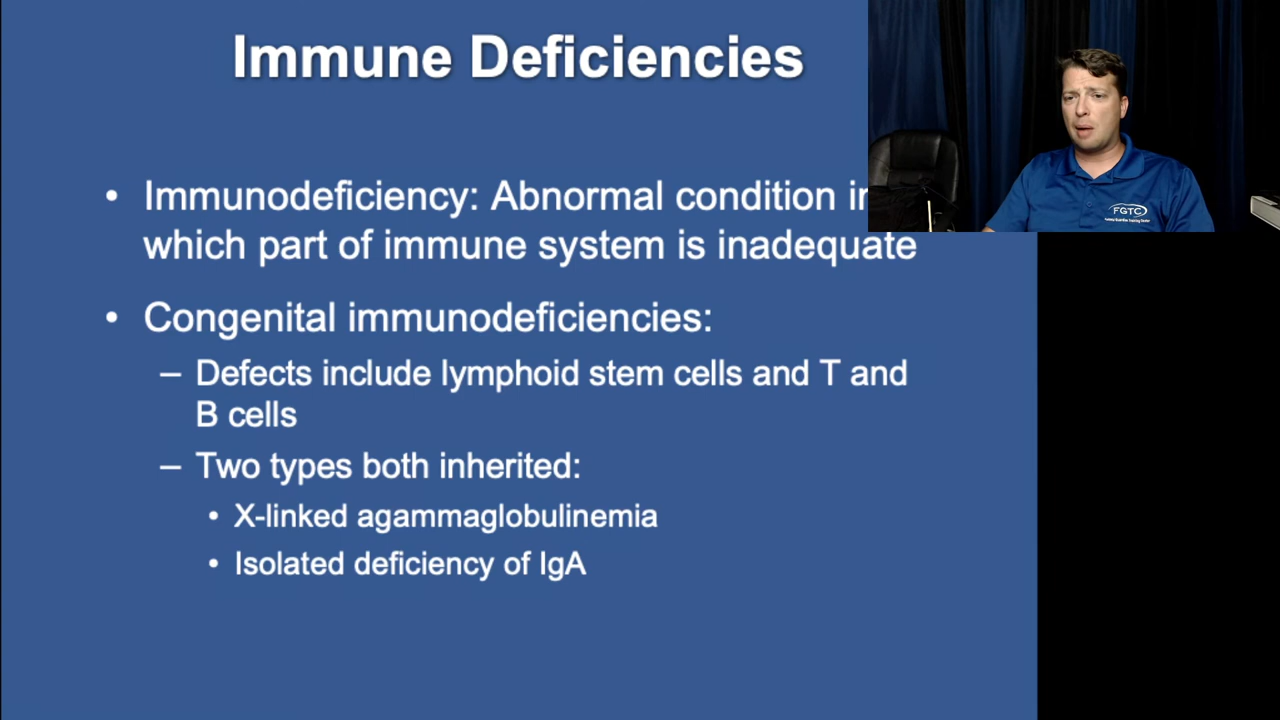 Immune Deficiencies
• Immunodeficiency: Abnormal condition in
which part of immune system is inadequate
• Congenital immunodeficiencies:
– Defects include lymphoid stem cells and T and
B cells
– Two types both inherited:
• X-linked agammaglobulinemia
• Isolated deficiency of IgA
FGTC